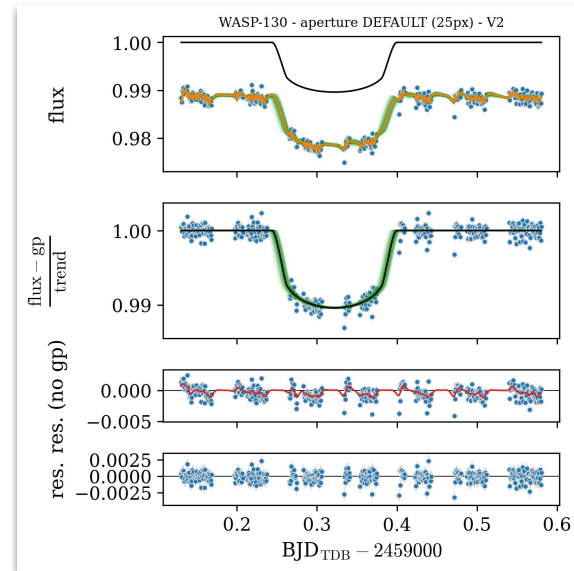 WASP-130 - aperture DEFAULT (25px) - V2
1.00
0.99
0.98
flux
1.00
0.99
flux − gp
trend
0.000
−0.005
res. (no gp)
0.0025
0.0000
−0.0025
res.
0.2 0.3 0.4 0.5 0.6
BJD_TDB − 2459000